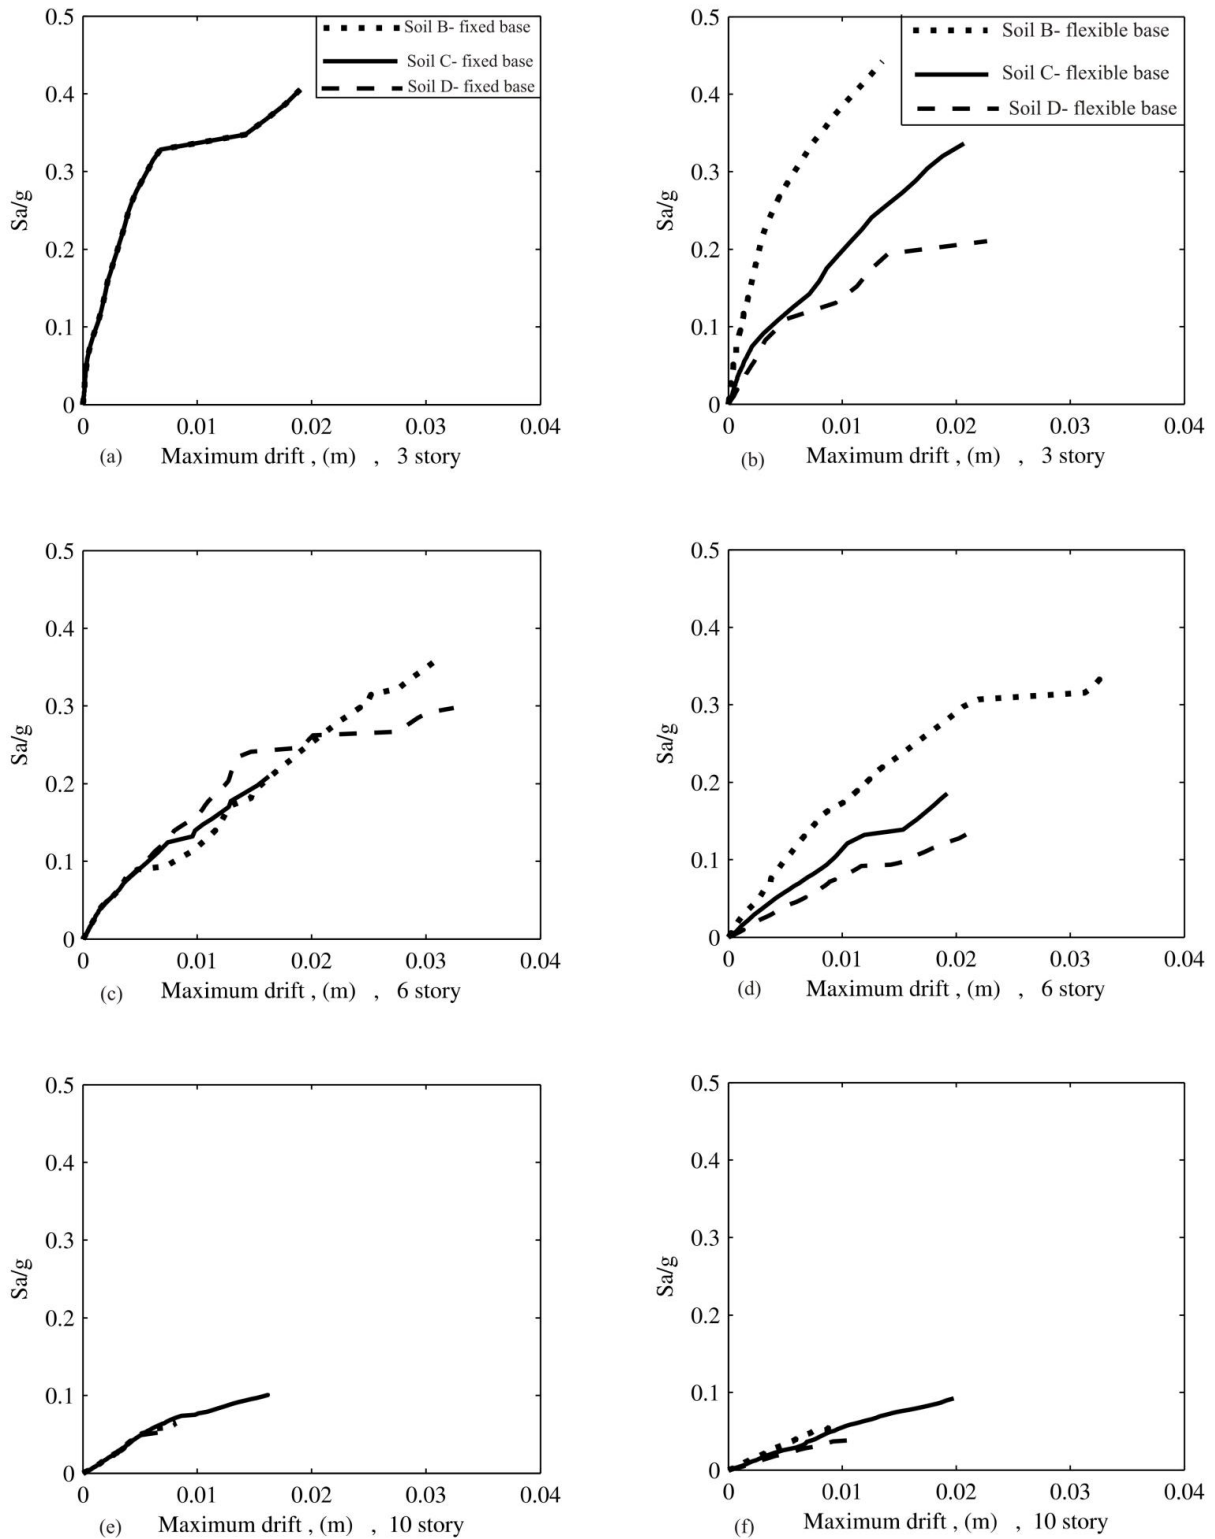 0.5
0.4
0.3
0.2
0.1
0
Sa/g
Soil B- fixed base
Soil C- fixed base
Soil D- fixed base
0 0.01 0.02 0.03 0.04
(a) Maximum drift , (m) , 3 story
0.5
0.4
0.3
0.2
0.1
0
Sa/g
Soil B- flexible base
Soil C- flexible base
Soil D- flexible base
0 0.01 0.02 0.03 0.04
(b) Maximum drift , (m) , 3 story
0.5
0.4
0.3
0.2
0.1
0
Sa/g
0 0.01 0.02 0.03 0.04
(c) Maximum drift , (m) , 6 story
0.5
0.4
0.3
0.2
0.1
0
Sa/g
0 0.01 0.02 0.03 0.04
(d) Maximum drift , (m) , 6 story
0.5
0.4
0.3
0.2
0.1
0
Sa/g
0 0.01 0.02 0.03 0.04
(e) Maximum drift , (m) , 10 story
0.5
0.4
0.3
0.2
0.1
0
Sa/g
0 0.01 0.02 0.03 0.04
(f) Maximum drift , (m) , 10 story